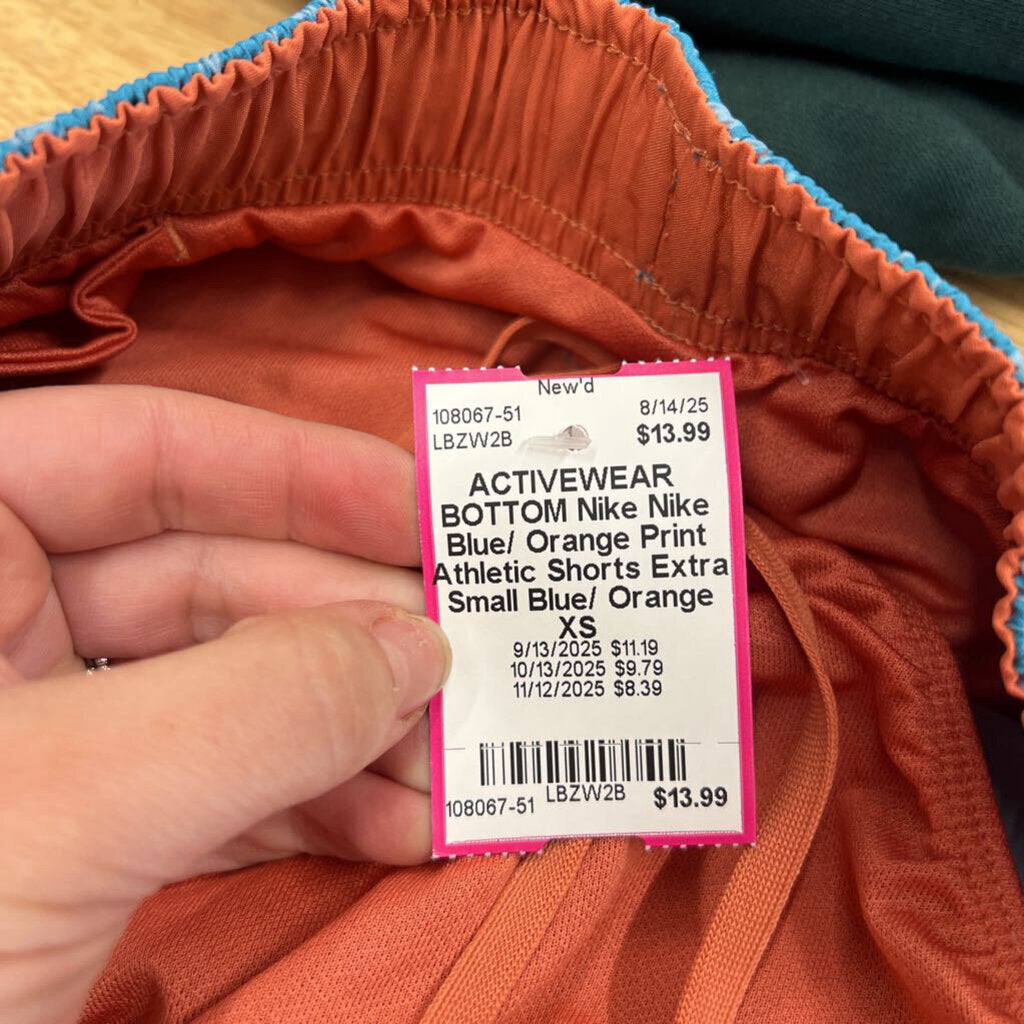 New'd
108067-51 8/14/25
LBZW2B $13.99
ACTIVEWEAR
BOTTOM Nike Nike
Blue/ Orange Print
Athletic Shorts Extra
Small Blue/ Orange
XS
9/13/2025 $11.19
10/13/2025 $9.79
11/12/2025 $8.39
108067-51 LBZW2B $13.99